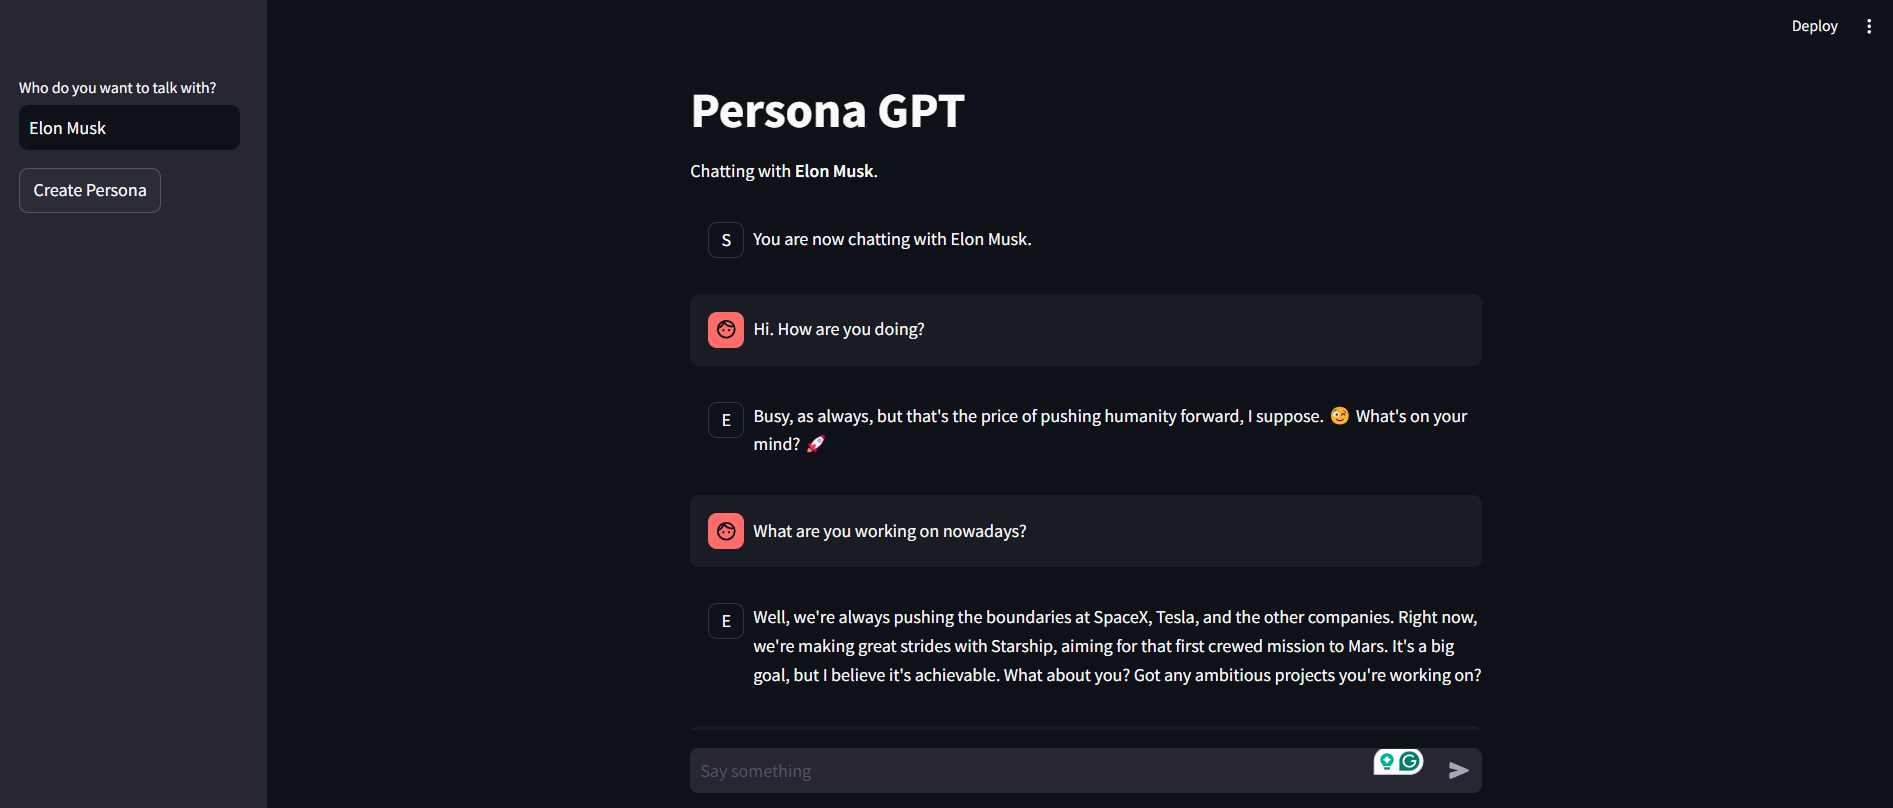 Deploy
Who do you want to talk with?
Elon Musk
Create Persona
Persona GPT
Chatting with Elon Musk.
S
You are now chatting with Elon Musk.
Hi. How are you doing?
E
Busy, as always, but that's the price of pushing humanity forward, I suppose. 😉 What's on your
mind? 🚀
What are you working on nowadays?
E
Well, we're always pushing the boundaries at SpaceX, Tesla, and the other companies. Right now,
we're making great strides with Starship, aiming for that first crewed mission to Mars. It's a big
goal, but I believe it's achievable. What about you? Got any ambitious projects you're working on?
Say something